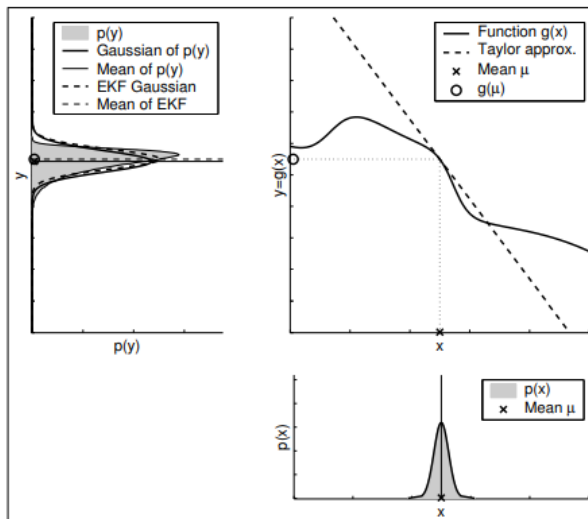 p(y)
Gaussian of p(y)
Mean of p(y)
EKF Gaussian
Mean of EKF
y
p(y)
Function g(x)
Taylor approx.
Mean μ
g(μ)
y=g(x)
x
p(x)
Mean μ
p(x)
x